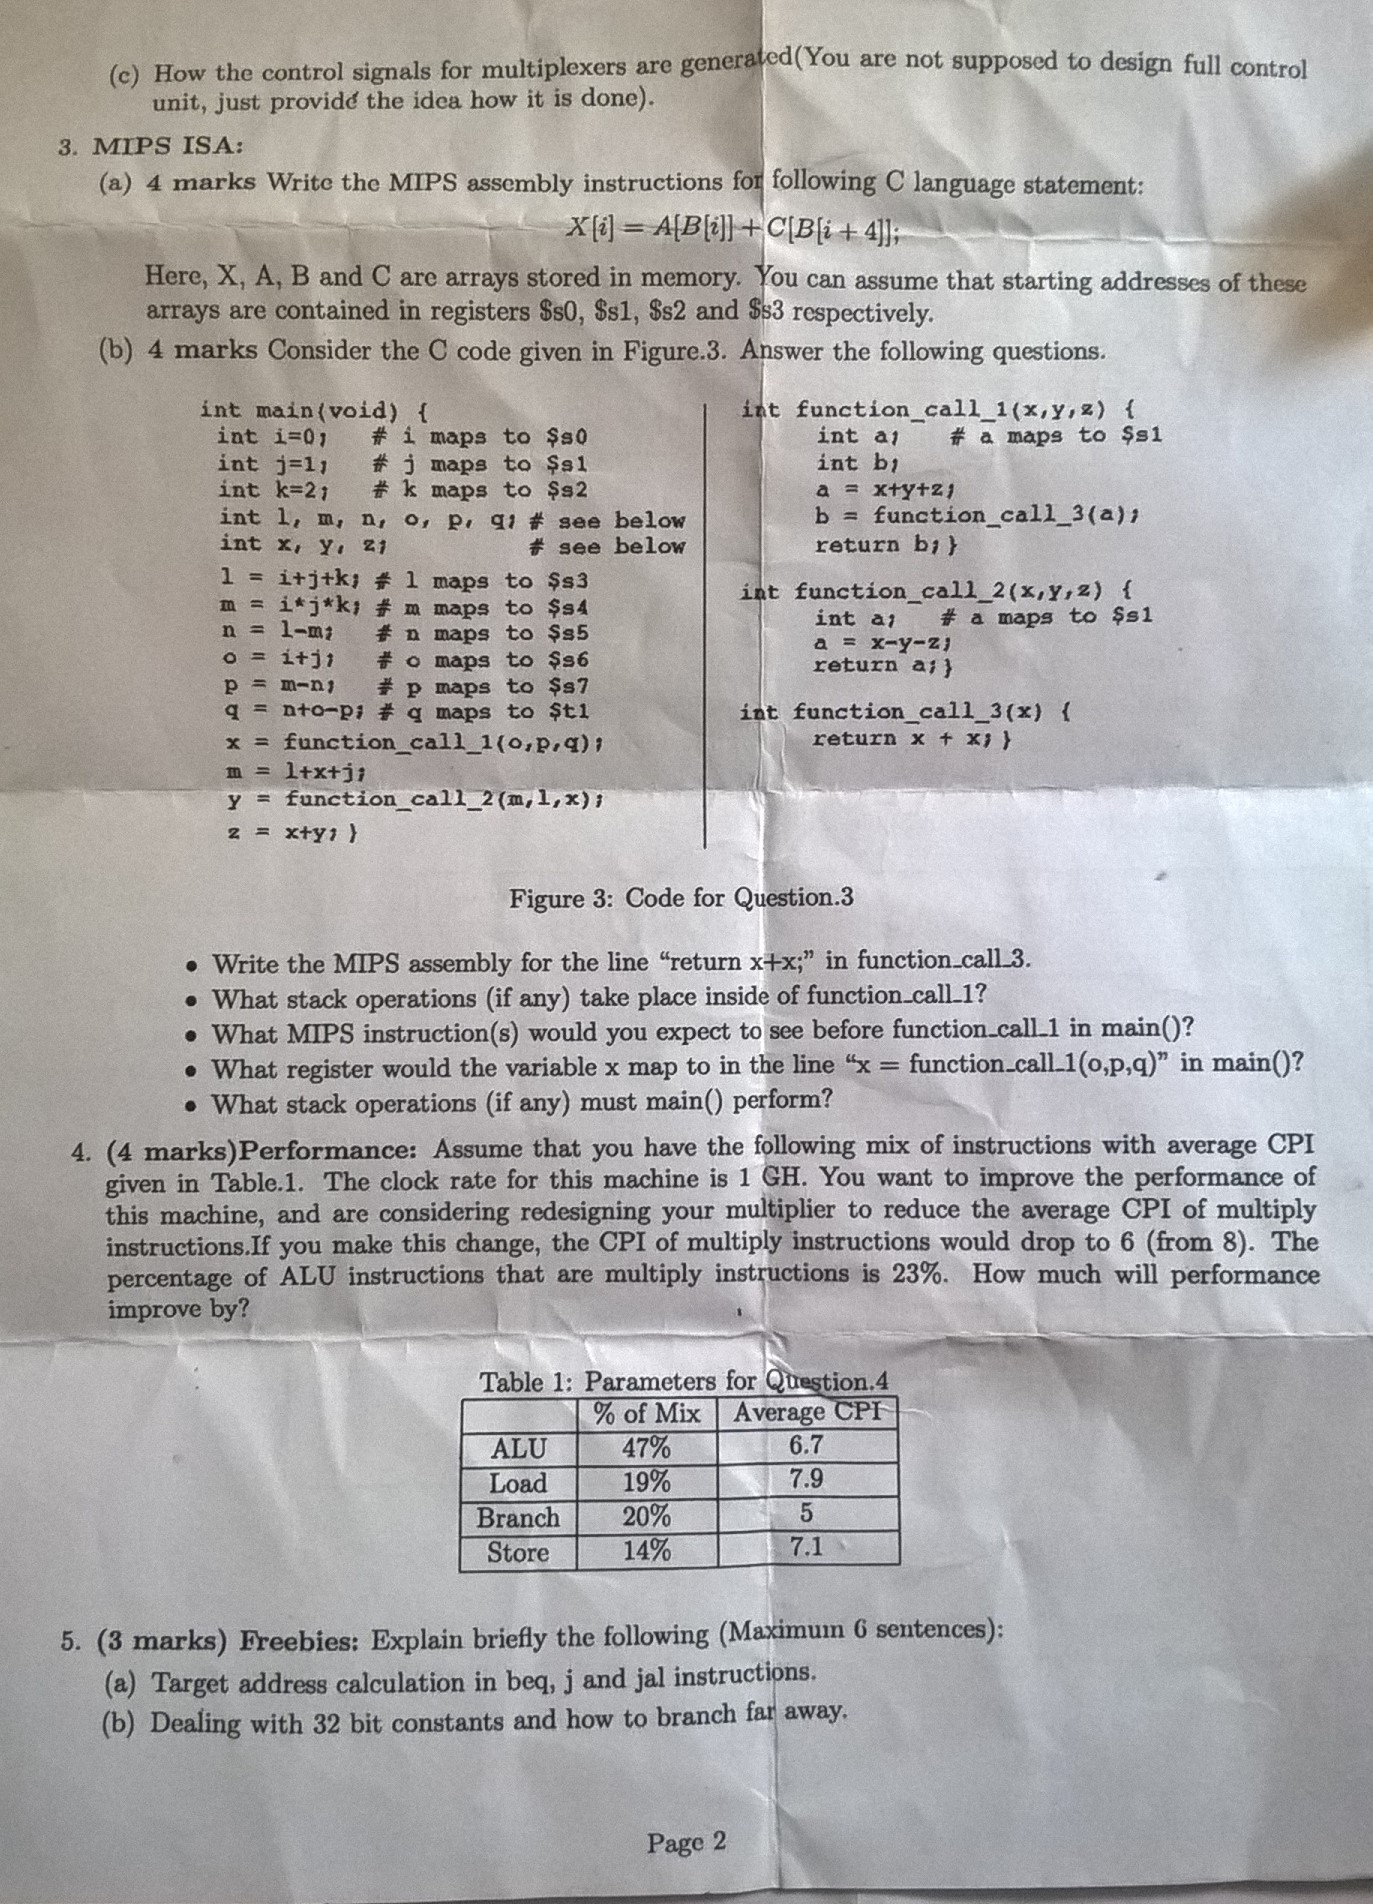 (c) How the control signals for multiplexers are generated(You are not supposed to design full control
unit, just provide the idea how it is done).
3. MIPS ISA:
(a) 4 marks Write the MIPS assembly instructions for following C language statement:
X[i] = A[B[i]] + C[B[i + 4]];
Here, X, A, B and C are arrays stored in memory. You can assume that starting addresses of these
arrays are contained in registers $s0, $s1, $s2 and $s3 respectively.
(b) 4 marks Consider the C code given in Figure.3. Answer the following questions.
int main(void) {
int i=0; # i maps to $s0
int j=1; # j maps to $s1
int k=2; # k maps to $s2
int l, m, n, o, p, q; # see below
int x, y, z; # see below
l = i+j+k; # l maps to $s3
m = i*j*k; # m maps to $s4
n = l-m; # n maps to $s5
o = i+j; # o maps to $s6
p = m-n; # p maps to $s7
q = n+o-p; # q maps to $t1
x = function_call_1(o,p,q);
m = l+x+j;
y = function_call_2(m,l,x);
z = x+y; }
int function_call_1(x,y,z) {
int a; # a maps to $s1
int b;
a = x+y+z;
b = function_call_3(a);
return b; }
int function_call_2(x,y,z) {
int a; # a maps to $s1
a = x-y-z;
return a; }
int function_call_3(x) {
return x + x; }
Figure 3: Code for Question.3
• Write the MIPS assembly for the line “return x+x;” in function_call_3.
• What stack operations (if any) take place inside of function_call_1?
• What MIPS instruction(s) would you expect to see before function_call_1 in main()?
• What register would the variable x map to in the line “x = function_call_1(o,p,q)” in main()?
• What stack operations (if any) must main() perform?
4. (4 marks)Performance: Assume that you have the following mix of instructions with average CPI
given in Table.1. The clock rate for this machine is 1 GH. You want to improve the performance of
this machine, and are considering redesigning your multiplier to reduce the average CPI of multiply
instructions.If you make this change, the CPI of multiply instructions would drop to 6 (from 8). The
percentage of ALU instructions that are multiply instructions is 23%. How much will performance
improve by?
Table 1: Parameters for Question.4
% of Mix Average CPI
ALU 47% 6.7
Load 19% 7.9
Branch 20% 5
Store 14% 7.1
5. (3 marks) Freebies: Explain briefly the following (Maximum 6 sentences):
(a) Target address calculation in beq, j and jal instructions.
(b) Dealing with 32 bit constants and how to branch far away.
Page 2